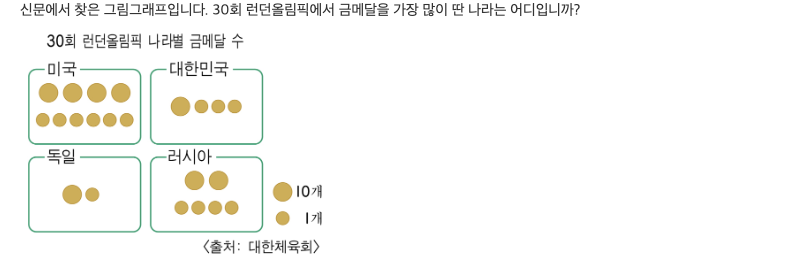 신문에서 찾은 그림그래프입니다. 30회 런던올림픽에서 금메달을 가장 많이 딴 나라는 어디입니까?
30회 런던올림픽 나라별 금메달 수
미국
대한민국
독일
러시아
10개
1개
<출처: 대한체육회>